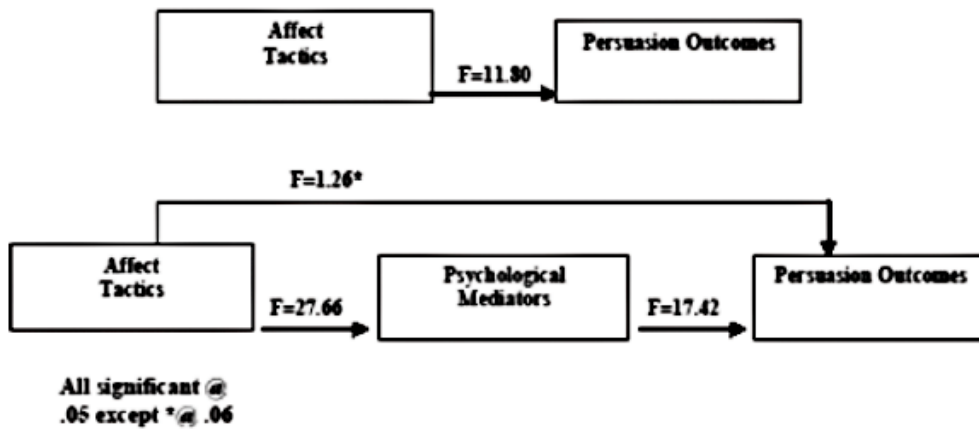 Affect
Tactics
Persuasion Outcomes
F=11.80
F=1.26*
Affect
Tactics
F=27.66
Psychological
Mediators
F=17.42
Persuasion Outcomes
All significant @
.05 except *@ .06